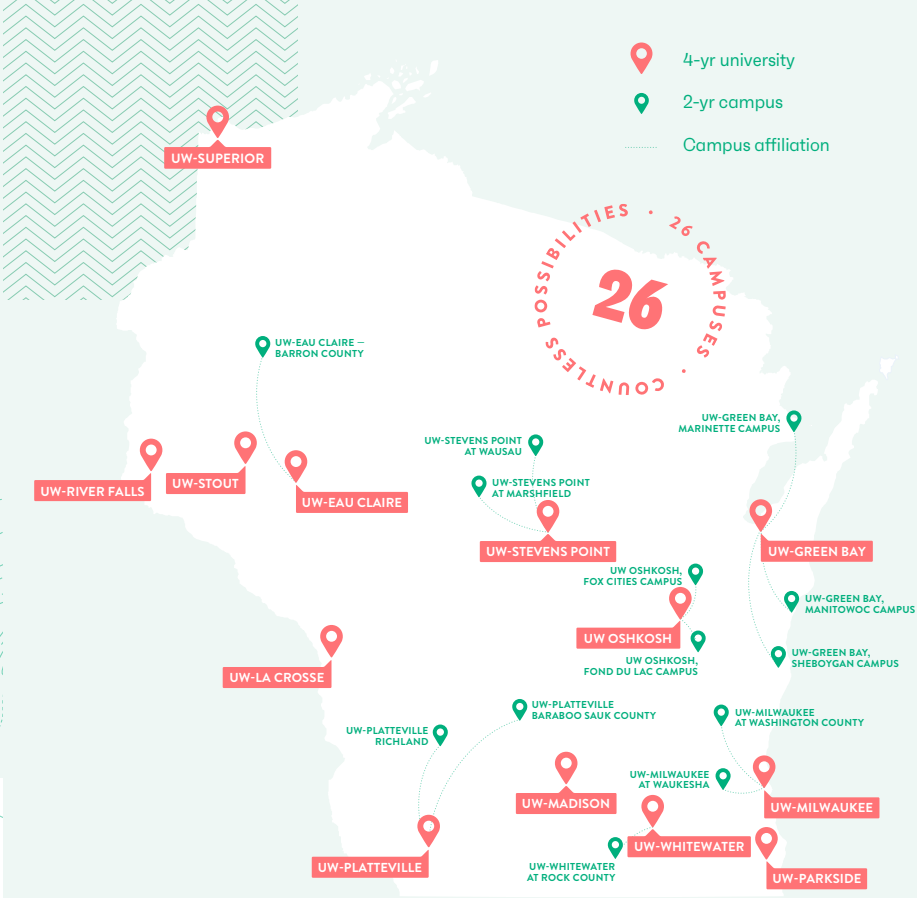 4-yr university
2-yr campus
Campus affiliation
UW-SUPERIOR
· 26 CAMPUSES · COUNTLESS POSSIBILITIES
26
UW-EAU CLAIRE –
BARRON COUNTY
UW-GREEN BAY,
MARINETTE CAMPUS
UW-STEVENS POINT
AT WAUSAU
UW-RIVER FALLS
UW-STOUT
UW-EAU CLAIRE
UW-STEVENS POINT
AT MARSHFIELD
UW-STEVENS POINT
UW-GREEN BAY
UW OSHKOSH,
FOX CITIES CAMPUS
UW-GREEN BAY,
MANITOWOC CAMPUS
UW OSHKOSH
UW-GREEN BAY,
SHEBOYGAN CAMPUS
UW OSHKOSH,
FOND DU LAC CAMPUS
UW-LA CROSSE
UW-PLATTEVILLE
BARABOO SAUK COUNTY
UW-MILWAUKEE
AT WASHINGTON COUNTY
UW-PLATTEVILLE
RICHLAND
UW-MILWAUKEE
AT WAUKESHA
UW-MADISON
UW-MILWAUKEE
UW-WHITEWATER
UW-PLATTEVILLE
UW-WHITEWATER
AT ROCK COUNTY
UW-PARKSIDE